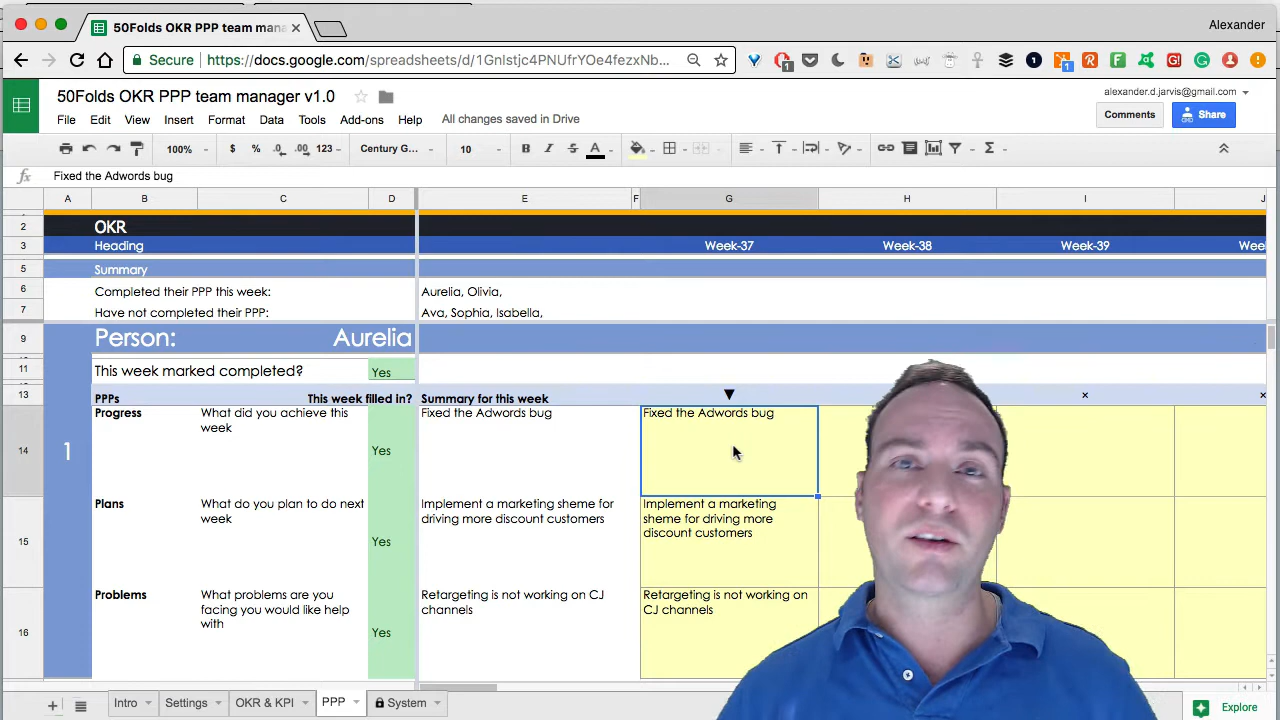 50Folds OKR PPP team mana
Alexander
Secure
https://docs.google.com/spreadsheets/d/1GnIstjc4PNUfrYOe4fezxNb...
50Folds OKR PPP team manager v1.0
alexander.d.jarvis@gmail.com
File Edit View Insert Format Data Tools Add-ons Help All changes saved in Drive
Comments
Share
100% $ % .0 .00 123 Century G... 10 B I S A
fx Fixed the Adwords bug
A B C D E F G H I J
2 OKR
3 Heading Week-37 Week-38 Week-39 Wee
5 Summary
6 Completed their PPP this week: Aurelia, Olivia,
7 Have not completed their PPP: Ava, Sophia, Isabella,
9 Person: Aurelia
11 This week marked completed? Yes
13 PPPs This week filled in? Summary for this week
14 1 Progress What did you achieve this week Yes Fixed the Adwords bug Fixed the Adwords bug
15 Plans What do you plan to do next week Yes Implement a marketing sheme for driving more discount customers Implement a marketing sheme for driving more discount customers
16 Problems What problems are you facing you would like help with Yes Retargeting is not working on CJ channels Retargeting is not working on CJ channels
Intro Settings OKR & KPI PPP System
Explore